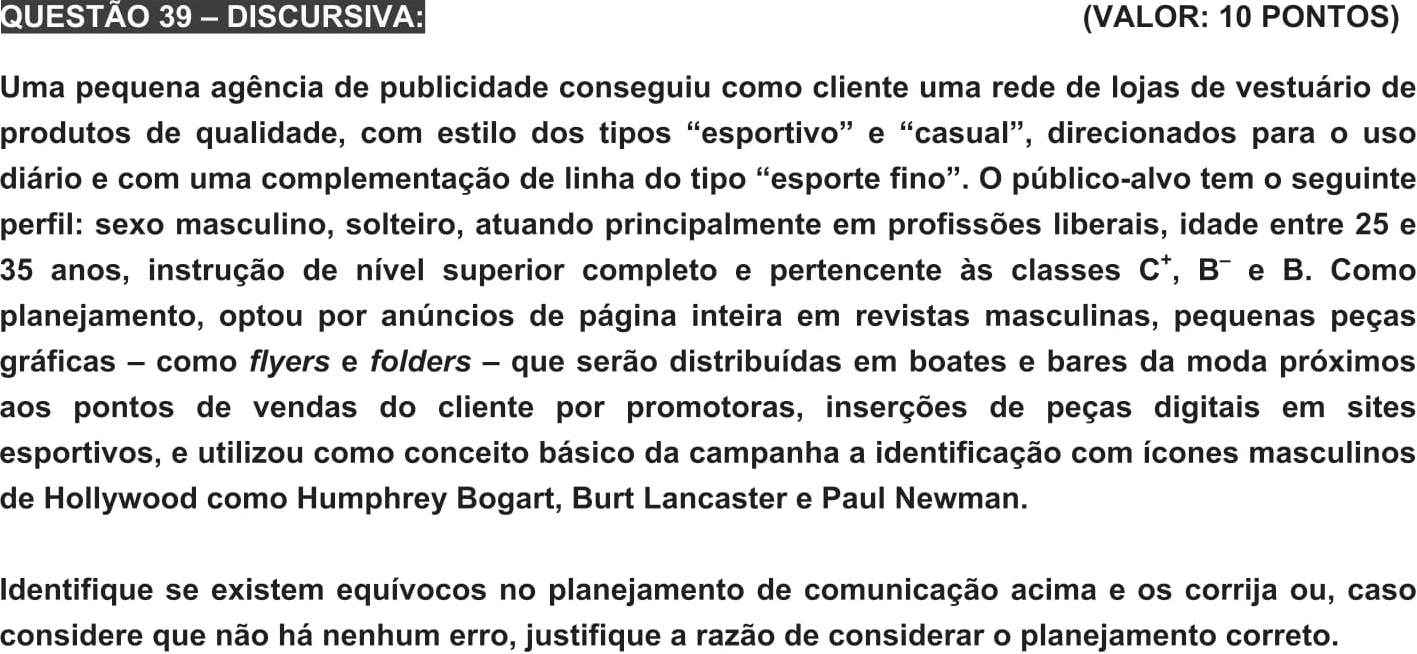 QUESTÃO 39 – DISCURSIVA: (VALOR: 10 PONTOS)
Uma pequena agência de publicidade conseguiu como cliente uma rede de lojas de vestuário de
produtos de qualidade, com estilo dos tipos “esportivo” e “casual”, direcionados para o uso
diário e com uma complementação de linha do tipo “esporte fino”. O público-alvo tem o seguinte
perfil: sexo masculino, solteiro, atuando principalmente em profissões liberais, idade entre 25 e
35 anos, instrução de nível superior completo e pertencente às classes C⁺, B⁻ e B. Como
planejamento, optou por anúncios de página inteira em revistas masculinas, pequenas peças
gráficas – como flyers e folders – que serão distribuídas em boates e bares da moda próximos
aos pontos de vendas do cliente por promotoras, inserções de peças digitais em sites
esportivos, e utilizou como conceito básico da campanha a identificação com ícones masculinos
de Hollywood como Humphrey Bogart, Burt Lancaster e Paul Newman.
Identifique se existem equívocos no planejamento de comunicação acima e os corrija ou, caso
considere que não há nenhum erro, justifique a razão de considerar o planejamento correto.